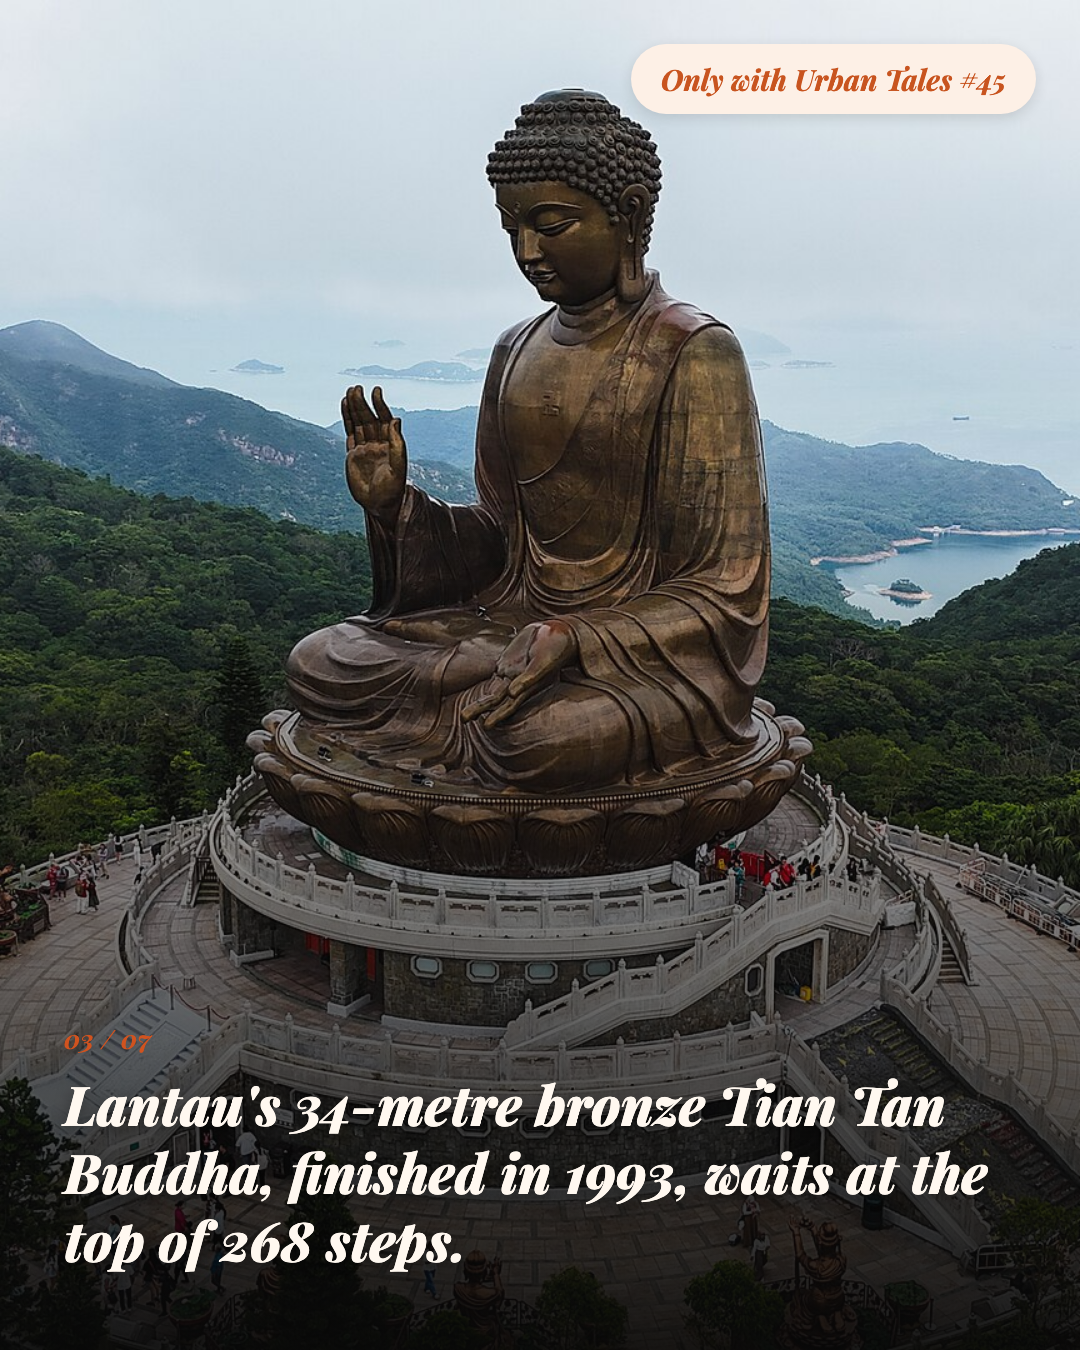 Only with Urban Tales #45
03 / 07
Lantau's 34-metre bronze Tian Tan
Buddha, finished in 1993, waits at the
top of 268 steps.